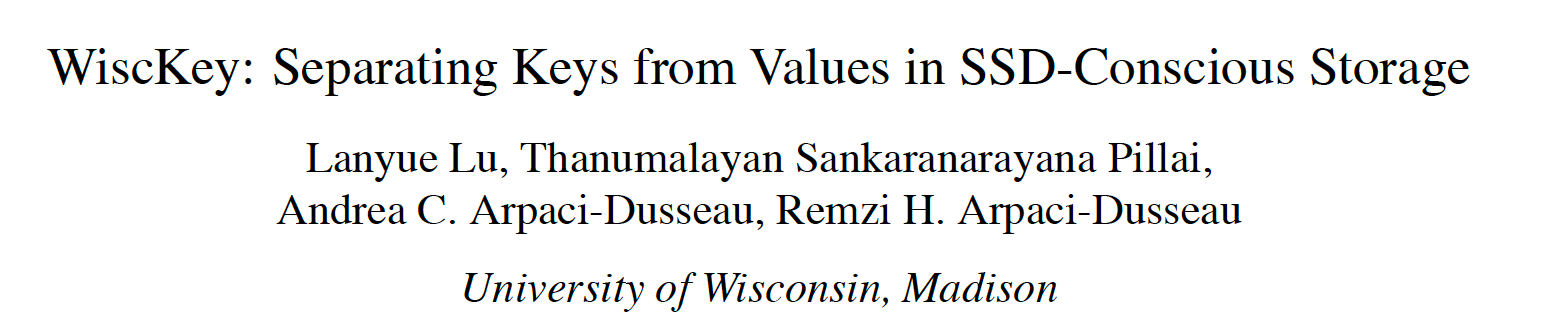 WiscKey: Separating Keys from Values in SSD-Conscious Storage
Lanyue Lu, Thanumalayan Sankaranarayana Pillai,
Andrea C. Arpaci-Dusseau, Remzi H. Arpaci-Dusseau
University of Wisconsin, Madison